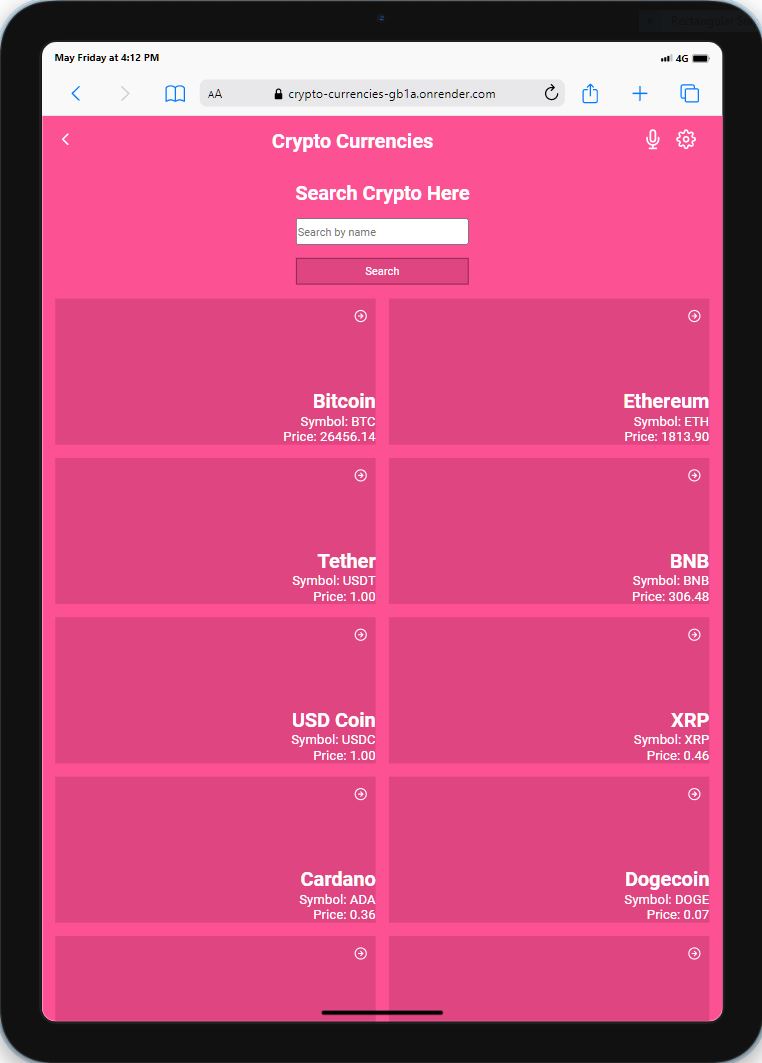 Rectangular
May Friday at 4:12 PM
4G
AA
crypto-currencies-gb1a.onrender.com
Crypto Currencies
Search Crypto Here
Search by name
Search
Bitcoin
Symbol: BTC
Price: 26456.14
Ethereum
Symbol: ETH
Price: 1813.90
Tether
Symbol: USDT
Price: 1.00
BNB
Symbol: BNB
Price: 306.48
USD Coin
Symbol: USDC
Price: 1.00
XRP
Symbol: XRP
Price: 0.46
Cardano
Symbol: ADA
Price: 0.36
Dogecoin
Symbol: DOGE
Price: 0.07